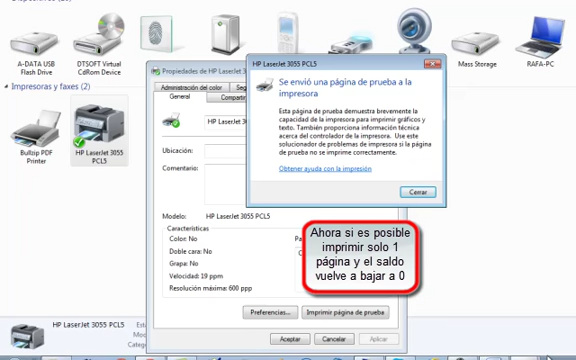 A-DATA USB
Flash Drive
DTSOFT Virtual
CdRom Device
Mass Storage
RAFA-PC
Impresoras y faxes (2)
Bullzip PDF
Printer
HP LaserJet 3055
PCL5
Propiedades de HP LaserJet 3
Administración del color
Seg
General
Compartir
HP LaserJet 3
Ubicación:
Comentario:
Modelo:
HP LaserJet 3055 PCL5
Características
Color: No
Doble cara: No
Grapa: No
Velocidad: 19 ppm
Resolución máxima: 600 ppp
Preferencias...
Imprimir página de prueba
Aceptar
Cancelar
Aplicar
HP LaserJet 3055 PCL5
Se envió una página de prueba a la
impresora
Esta página de prueba demuestra brevemente la
capacidad de la impresora para imprimir gráficos y
texto. También proporciona información técnica
acerca del controlador de la impresora. Use el
solucionador de problemas de impresora si la página
de prueba no se imprime correctamente.
Obtener ayuda con la impresión
Cerrar
Ahora si es posible
imprimir solo 1
página y el saldo
vuelve a bajar a 0
HP LaserJet 3055 PCL5